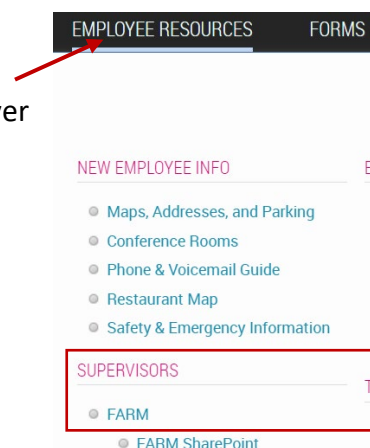 EMPLOYEE RESOURCES FORMS
NEW EMPLOYEE INFO
Maps, Addresses, and Parking
Conference Rooms
Phone & Voicemail Guide
Restaurant Map
Safety & Emergency Information
SUPERVISORS
FARM
FARM SharePoint